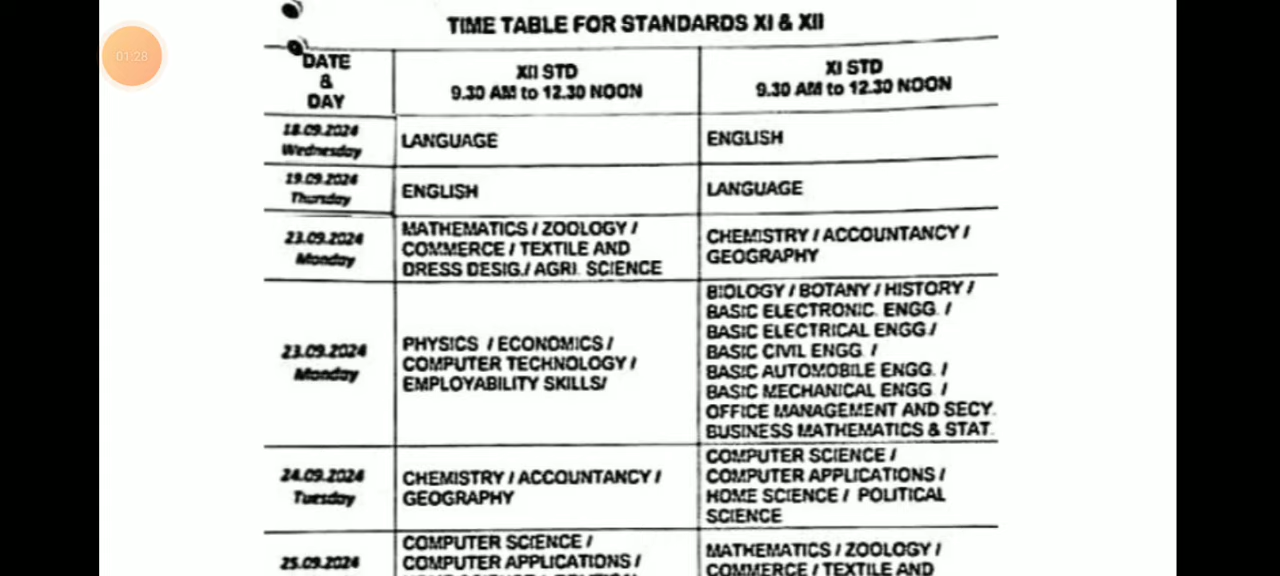 TIME TABLE FOR STANDARDS XI & XII
01:28
DATE
&
DAY
XII STD
9.30 AM to 12.30 NOON
XI STD
9.30 AM to 12.30 NOON
18.09.2024
Wednesday
LANGUAGE
ENGLISH
19.09.2024
Thursday
ENGLISH
LANGUAGE
23.09.2024
Monday
MATHEMATICS / ZOOLOGY /
COMMERCE / TEXTILE AND
DRESS DESIG./ AGRI. SCIENCE
CHEMISTRY / ACCOUNTANCY /
GEOGRAPHY
23.09.2024
Monday
PHYSICS / ECONOMICS /
COMPUTER TECHNOLOGY /
EMPLOYABILITY SKILLS/
BIOLOGY / BOTANY / HISTORY /
BASIC ELECTRONIC. ENGG. /
BASIC ELECTRICAL ENGG./
BASIC CIVIL ENGG. /
BASIC AUTOMOBILE ENGG. /
BASIC MECHANICAL ENGG. /
OFFICE MANAGEMENT AND SECY.
BUSINESS MATHEMATICS & STAT.
24.09.2024
Tuesday
CHEMISTRY / ACCOUNTANCY /
GEOGRAPHY
COMPUTER SCIENCE /
COMPUTER APPLICATIONS /
HOME SCIENCE / POLITICAL
SCIENCE
25.09.2024
COMPUTER SCIENCE /
COMPUTER APPLICATIONS /
MATHEMATICS / ZOOLOGY /
COMMERCE / TEXTILE AND